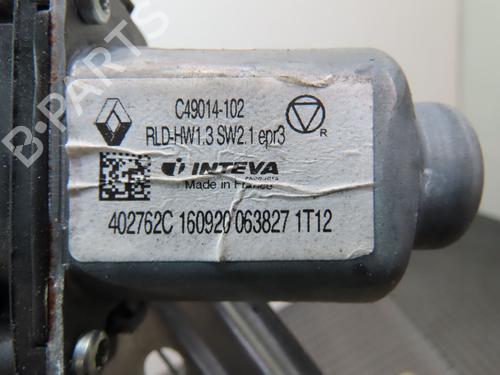 C49014-102
R
RLD-HW1.3 SW2.1 epr3
INTEVA
PRODUCTS
Made in France
402762C 160920 063827 1T12
B-PARTS